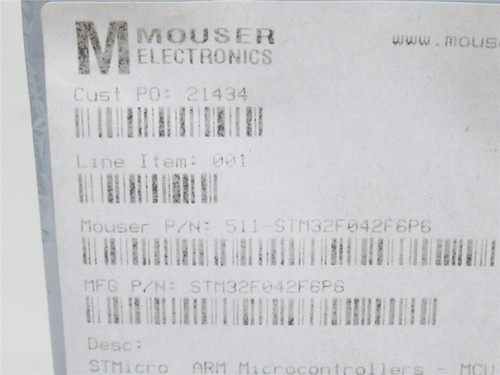 MOUSER
ELECTRONICS
www.mouse
Cust PO: 21434
Line Item: 001
Mouser P/N: 511-STM32F042F6P6
MFG P/N: STM32F042F6P6
Desc:
STMicro ARM Microcontrollers - MCU